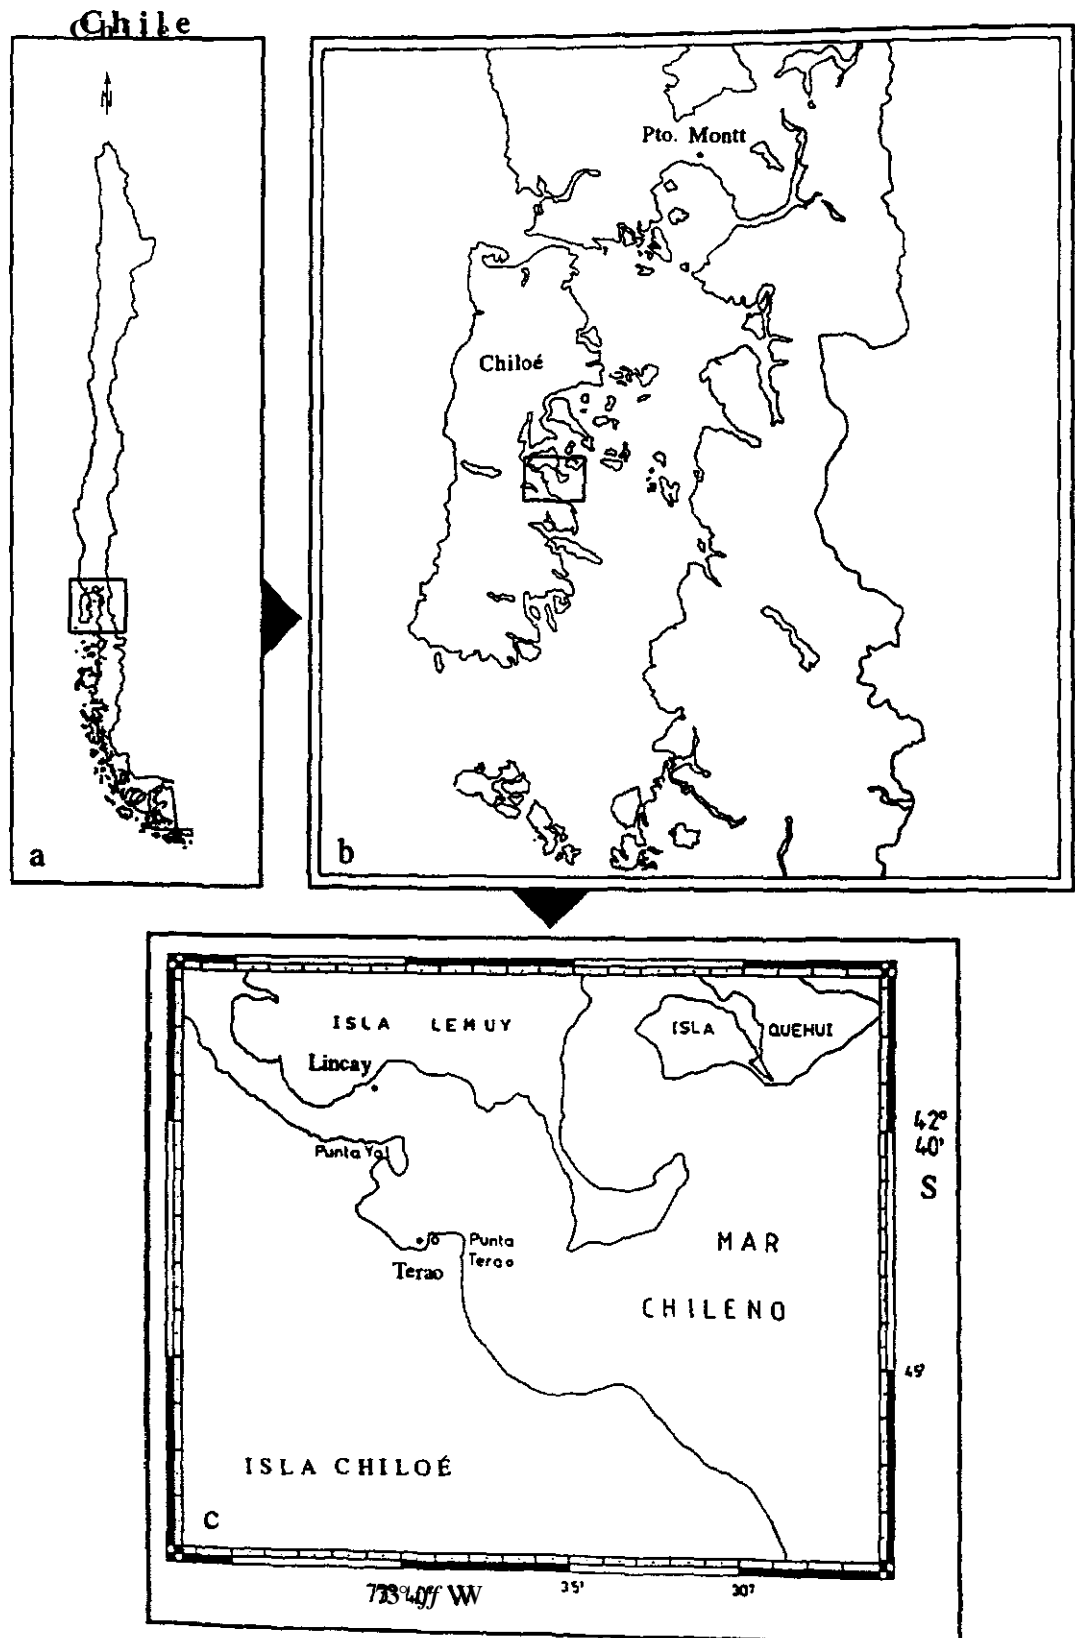 Chile
N
a
Pto. Montt
Chiloé
b
ISLA LEMUY
ISLA QUEHUI
Lincay
Punta Yal
Punta
Terao
Terao
MAR
CHILENO
ISLA CHILOÉ
c
42°
40'
S
45'
W
35'
30'